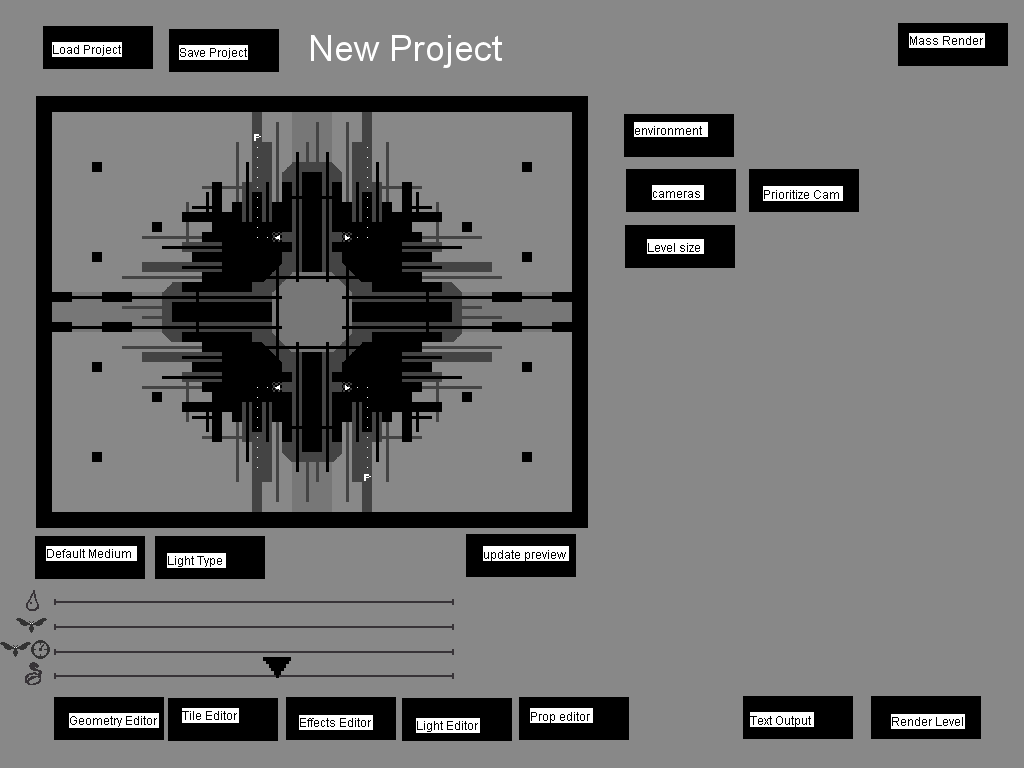 Load Project
Save Project
New Project
Mass Render
environment
cameras
Prioritize Cam
Level size
Default Medium
Light Type
update preview
Geometry Editor
Tile Editor
Effects Editor
Light Editor
Prop editor
Text Output
Render Level